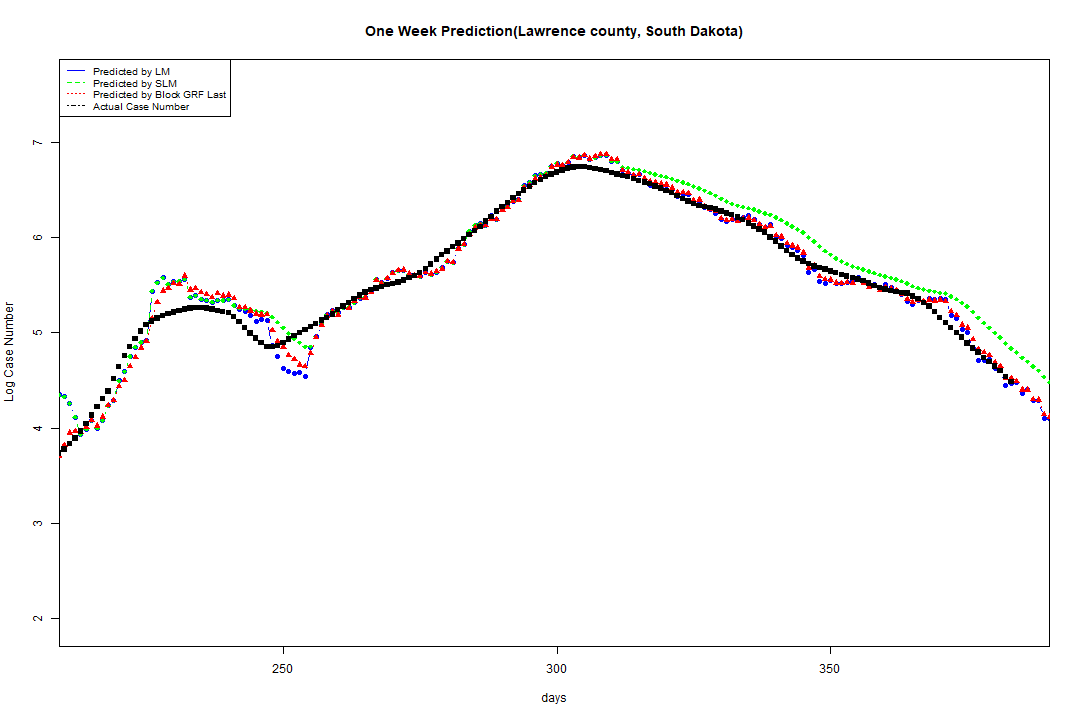 One Week Prediction(Lawrence county, South Dakota)
Predicted by LM
Predicted by SLM
Predicted by Block GRF Last
Actual Case Number
7
6
5
4
3
2
Log Case Number
250
300
350
days